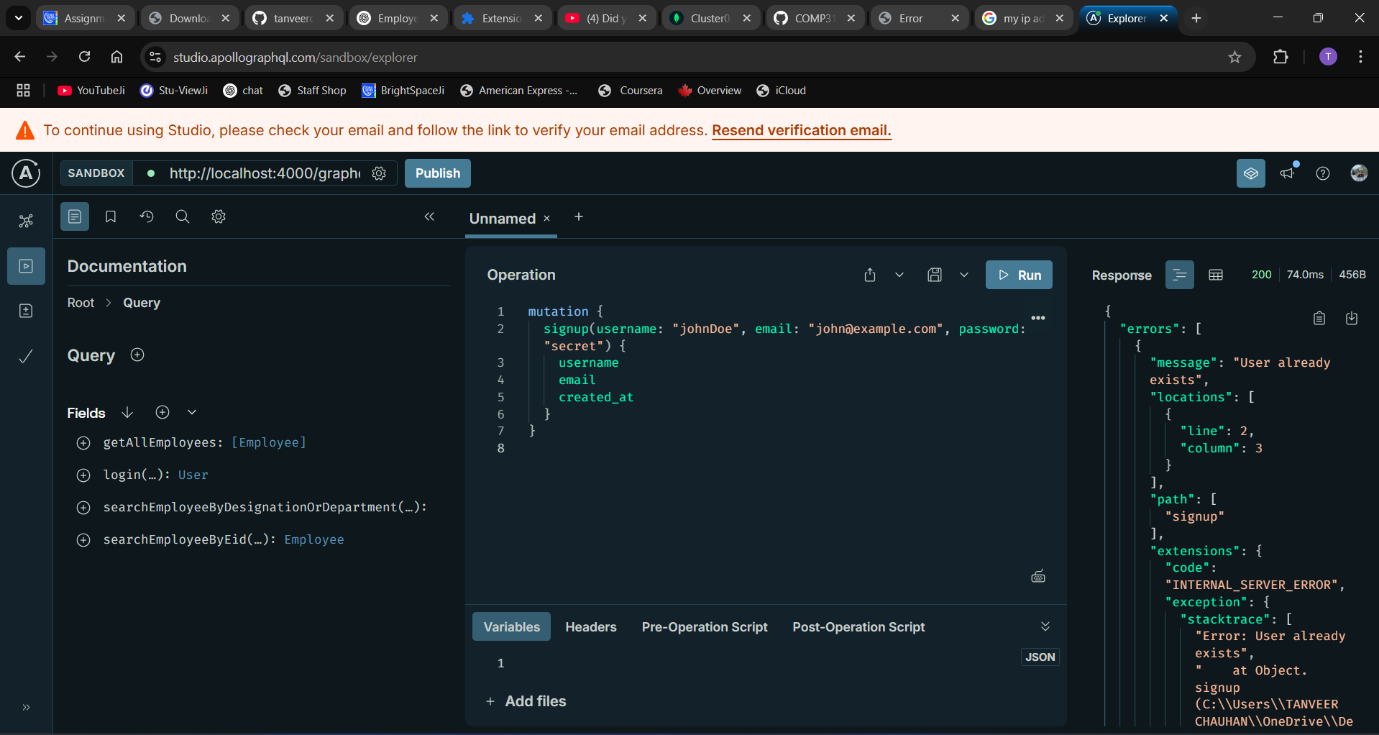 Assignm
Downlo
tanveerc
Employe
Extensio
(4) Did y
Cluster0
COMP31
Error
my ip ad
Explorer
studio.apollographql.com/sandbox/explorer
T
YouTubeJi
Stu-ViewJi
chat
Staff Shop
BrightSpaceJi
American Express -...
Coursera
Overview
iCloud
To continue using Studio, please check your email and follow the link to verify your email address. Resend verification email.
SANDBOX
http://localhost:4000/graph
Publish
Unnamed
Documentation
Root > Query
Query
Fields
getAllEmployees: [Employee]
login(…): User
searchEmployeeByDesignationOrDepartment(…):
searchEmployeeByEid(…): Employee
Operation
Run
1 mutation {
2 signup(username: "johnDoe", email: "john@example.com", password:
"secret") {
3 username
4 email
5 created_at
6 }
7 }
8
Variables
Headers
Pre-Operation Script
Post-Operation Script
1
JSON
+ Add files
Response
200
74.0ms
456B
{
"errors": [
{
"message": "User already
exists",
"locations": [
{
"line": 2,
"column": 3
}
],
"path": [
"signup"
],
"extensions": {
"code":
"INTERNAL_SERVER_ERROR",
"exception": {
"stacktrace": [
"Error: User already
exists",
" at Object.
signup
(C:\\Users\\TANVEER
CHAUHAN\\OneDrive\\De